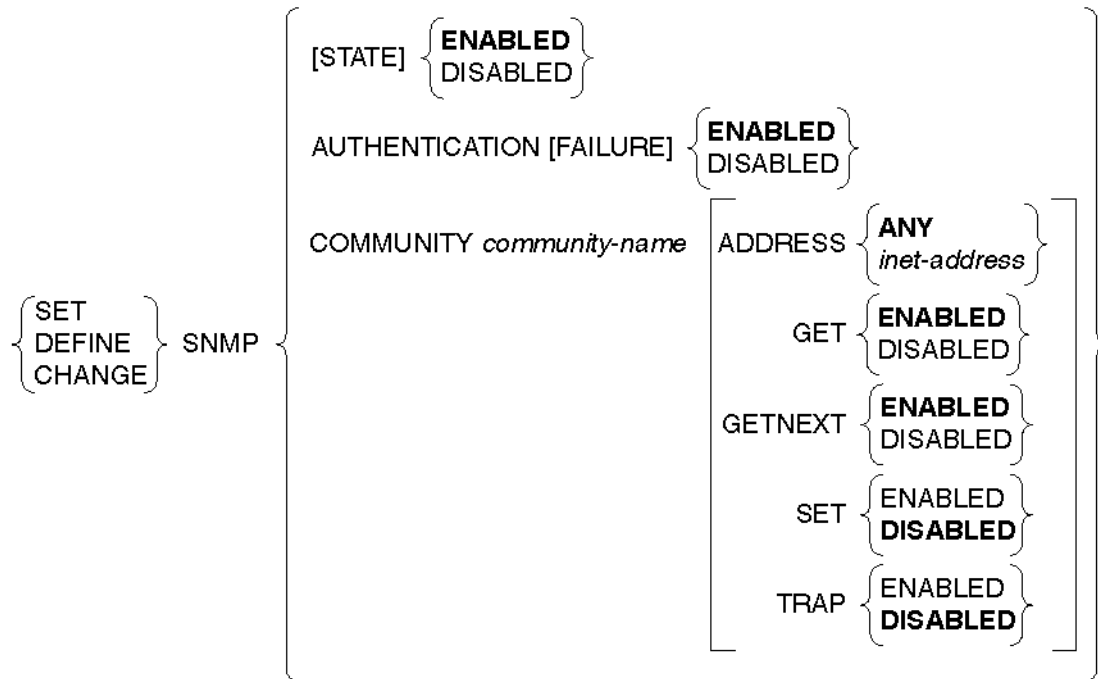 [STATE] ENABLED
DISABLED
AUTHENTICATION [FAILURE] ENABLED
DISABLED
COMMUNITY community-name ADDRESS ANY
inet-address
SET
DEFINE SNMP
CHANGE
GET ENABLED
DISABLED
GETNEXT ENABLED
DISABLED
SET ENABLED
DISABLED
TRAP ENABLED
DISABLED